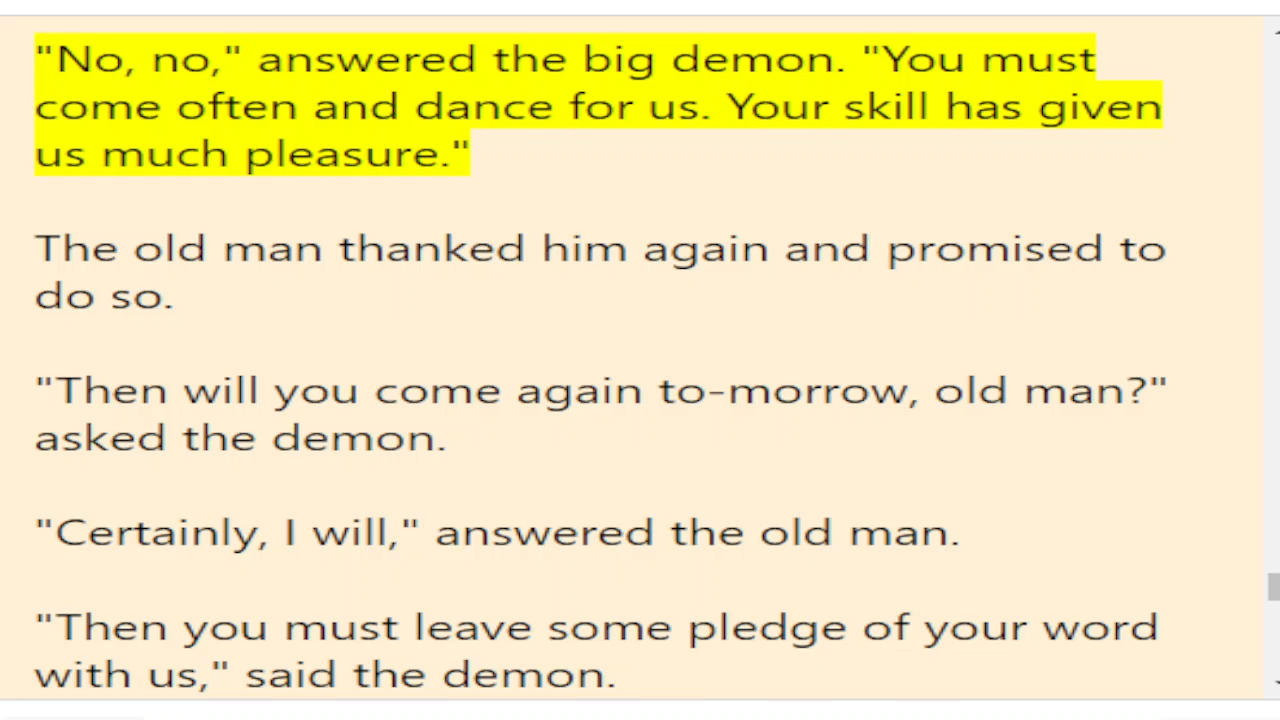 "No, no," answered the big demon. "You must
come often and dance for us. Your skill has given
us much pleasure."
The old man thanked him again and promised to
do so.
"Then will you come again to-morrow, old man?"
asked the demon.
"Certainly, I will," answered the old man.
"Then you must leave some pledge of your word
with us," said the demon.